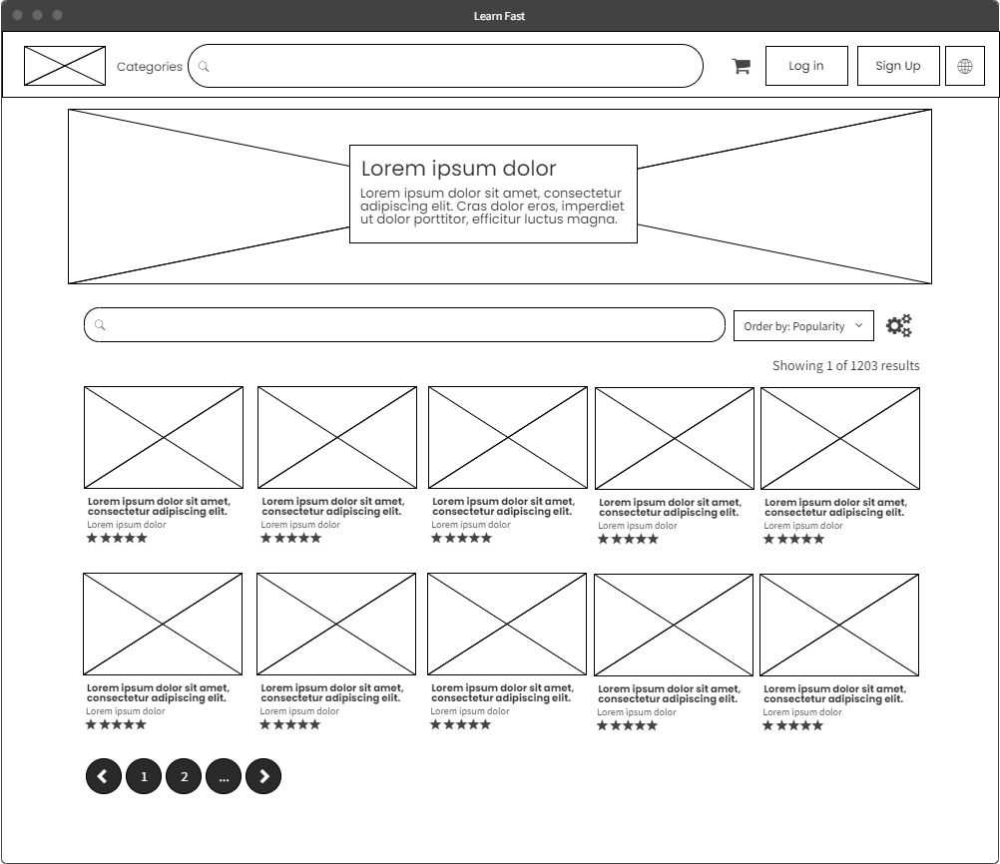 Learn Fast
Categories
Log in
Sign Up
Lorem ipsum dolor
Lorem ipsum dolor sit amet, consectetur
adipiscing elit. Cras dolor eros, imperdiet
ut dolor porttitor, efficitur luctus magna.
Order by: Popularity
Showing 1 of 1203 results
Lorem ipsum dolor sit amet,
consectetur adipiscing elit.
Lorem ipsum dolor
Lorem ipsum dolor sit amet,
consectetur adipiscing elit.
Lorem ipsum dolor
Lorem ipsum dolor sit amet,
consectetur adipiscing elit.
Lorem ipsum dolor
Lorem ipsum dolor sit amet,
consectetur adipiscing elit.
Lorem ipsum dolor
Lorem ipsum dolor sit amet,
consectetur adipiscing elit.
Lorem ipsum dolor
Lorem ipsum dolor sit amet,
consectetur adipiscing elit.
Lorem ipsum dolor
Lorem ipsum dolor sit amet,
consectetur adipiscing elit.
Lorem ipsum dolor
Lorem ipsum dolor sit amet,
consectetur adipiscing elit.
Lorem ipsum dolor
Lorem ipsum dolor sit amet,
consectetur adipiscing elit.
Lorem ipsum dolor
Lorem ipsum dolor sit amet,
consectetur adipiscing elit.
Lorem ipsum dolor
1 2 ...